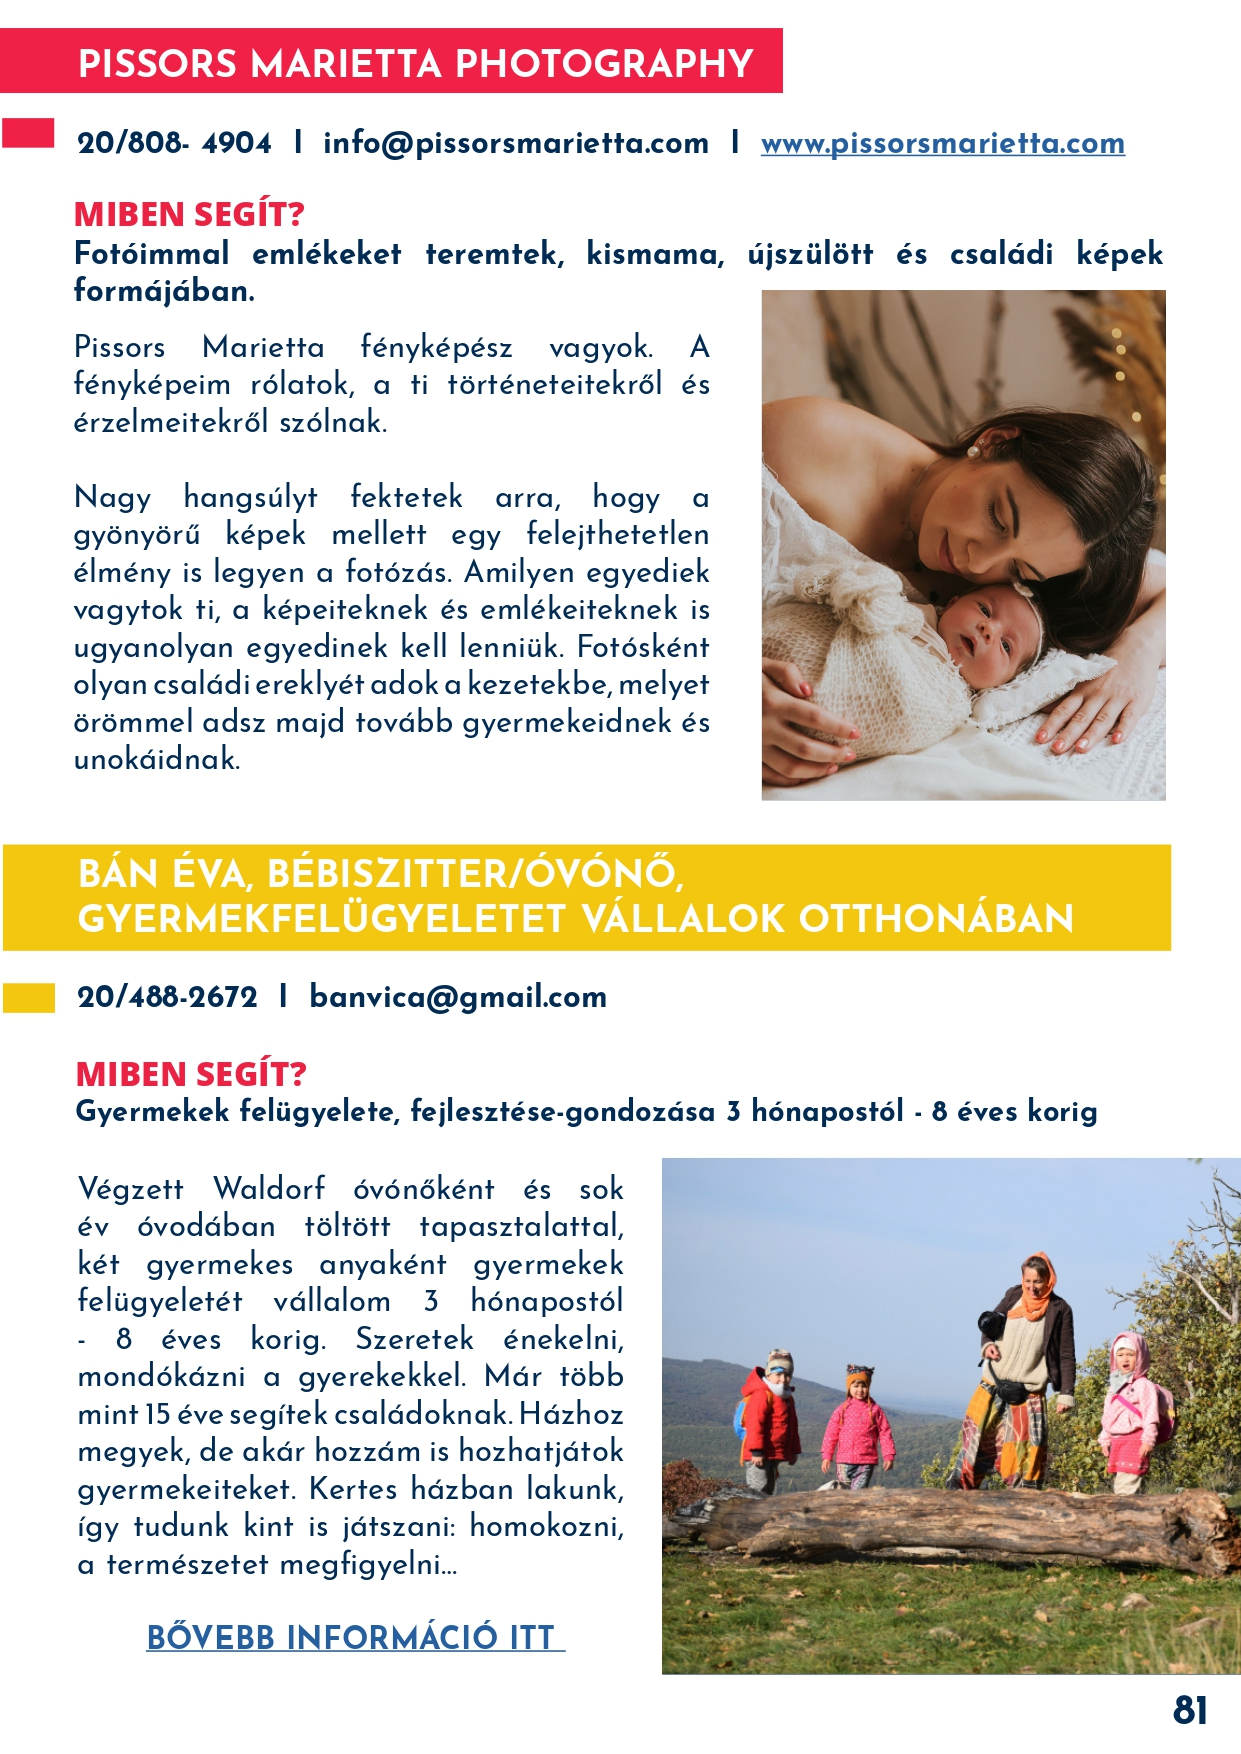 PISSORS MARIETTA PHOTOGRAPHY
20/808- 4904 | info@pissorsmarietta.com | www.pissorsmarietta.com
MIBEN SEGÍT?
Fotóimmal emlékeket teremtek, kismama, újszülött és családi képek
formájában.
Pissors Marietta fényképész vagyok. A
fényképeim rólatok, a ti történeteitekről és
érzelmeitekről szólnak.
Nagy hangsúlyt fektetek arra, hogy a
gyönyörű képek mellett egy felejthetetlen
élmény is legyen a fotózás. Amilyen egyediek
vagytok ti, a képeiteknek és emlékeiteknek is
ugyanolyan egyedinek kell lenniük. Fotósként
olyan családi ereklyét adok a kezetekbe, melyet
örömmel adsz majd tovább gyermekeidnek és
unokáidnak.
BÁN ÉVA, BÉBISZITTER/ÓVÓNŐ,
GYERMEKFELÜGYELETET VÁLLALOK OTTHONÁBAN
20/488-2672 | banvica@gmail.com
MIBEN SEGÍT?
Gyermekek felügyelete, fejlesztése-gondozása 3 hónapostól - 8 éves korig
Végzett Waldorf óvónőként és sok
év óvodában töltött tapasztalattal,
két gyermekes anyaként gyermekek
felügyeletét vállalom 3 hónapostól
- 8 éves korig. Szeretek énekelni,
mondókázni a gyerekekkel. Már több
mint 15 éve segítek családoknak. Házhoz
megyek, de akár hozzám is hozhatjátok
gyermekeiteket. Kertes házban lakunk,
így tudunk kint is játszani: homokozni,
a természetet megfigyelni...
BŐVEBB INFORMÁCIÓ ITT
81